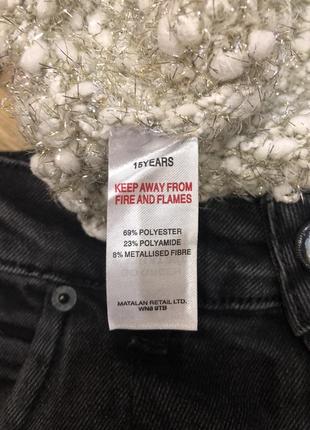 15YEARS
KEEP AWAY FROM
FIRE AND FLAMES
69% POLYESTER
23% POLYAMIDE
8% METALLISED FIBRE
MATALAN RETAIL LTD.
WN8 9TB